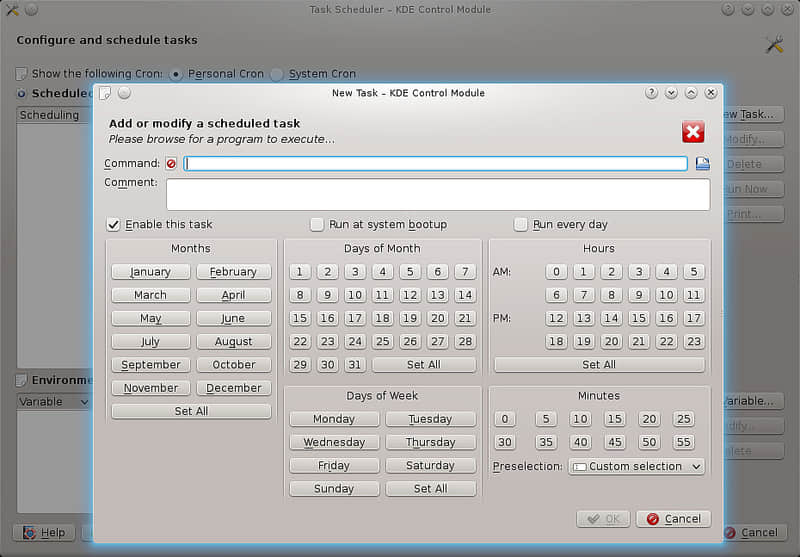 Task Scheduler – KDE Control Module
Configure and schedule tasks
Show the following Cron: Personal Cron System Cron
Scheduling
New Task – KDE Control Module
Add or modify a scheduled task
Please browse for a program to execute...
Command:
Comment:
Enable this task Run at system bootup Run every day
Months
January February
March April
May June
July August
September October
November December
Set All
Days of Month
1 2 3 4 5 6 7
8 9 10 11 12 13 14
15 16 17 18 19 20 21
22 23 24 25 26 27 28
29 30 31 Set All
Days of Week
Monday Tuesday
Wednesday Thursday
Friday Saturday
Sunday Set All
Hours
AM: 0 1 2 3 4 5
6 7 8 9 10 11
PM: 12 13 14 15 16 17
18 19 20 21 22 23
Set All
Minutes
0 5 10 15 20 25
30 35 40 45 50 55
Preselection: Custom selection
OK Cancel
Task...
Modify...
Delete
Run Now
Print...
Variable
Variable...
Help
Cancel